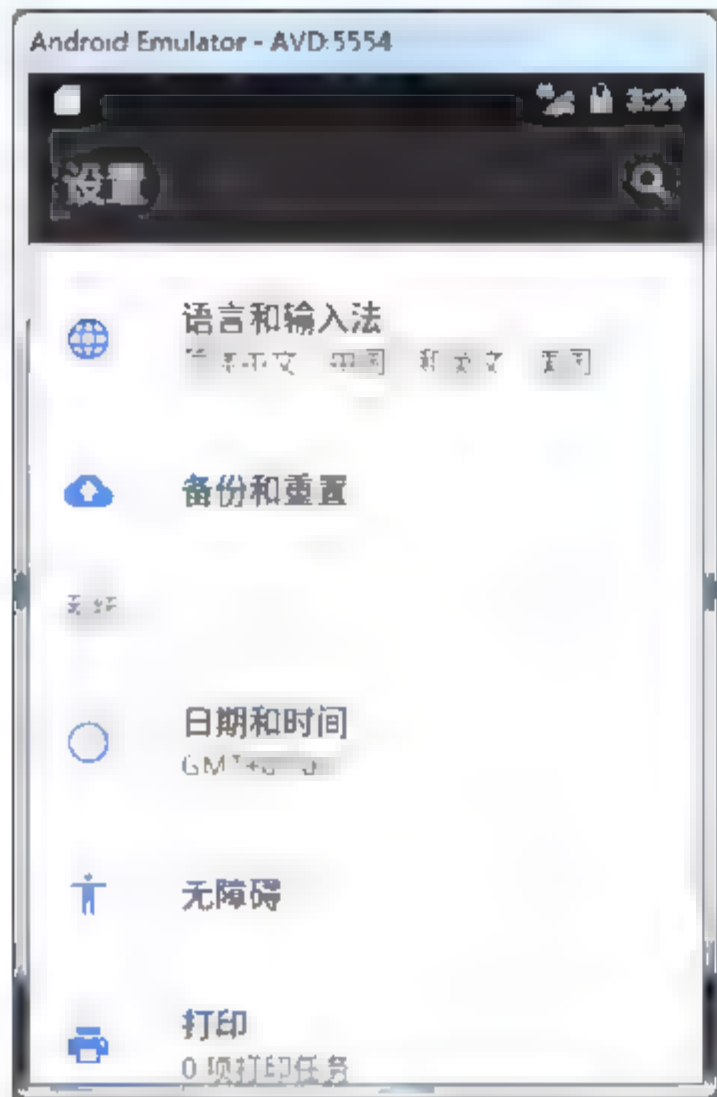 Android Emulator - AVD:5554
3:29
设置
语言和输入法
备份和重置
日期和时间
无障碍
打印
0 项打印任务